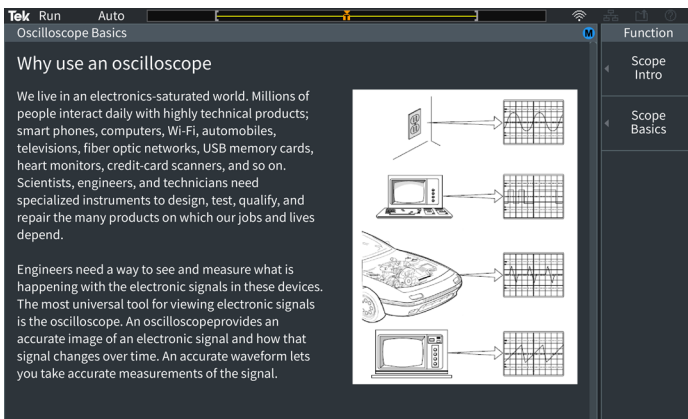 Tek Run Auto
Oscilloscope Basics
M
Function
Why use an oscilloscope
Scope
Intro
Scope
Basics
We live in an electronics-saturated world. Millions of
people interact daily with highly technical products;
smart phones, computers, Wi-Fi, automobiles,
televisions, fiber optic networks, USB memory cards,
heart monitors, credit-card scanners, and so on.
Scientists, engineers, and technicians need
specialized instruments to design, test, qualify, and
repair the many products on which our jobs and lives
depend.
Engineers need a way to see and measure what is
happening with the electronic signals in these devices.
The most universal tool for viewing electronic signals
is the oscilloscope. An oscilloscopeprovides an
accurate image of an electronic signal and how that
signal changes over time. An accurate waveform lets
you take accurate measurements of the signal.